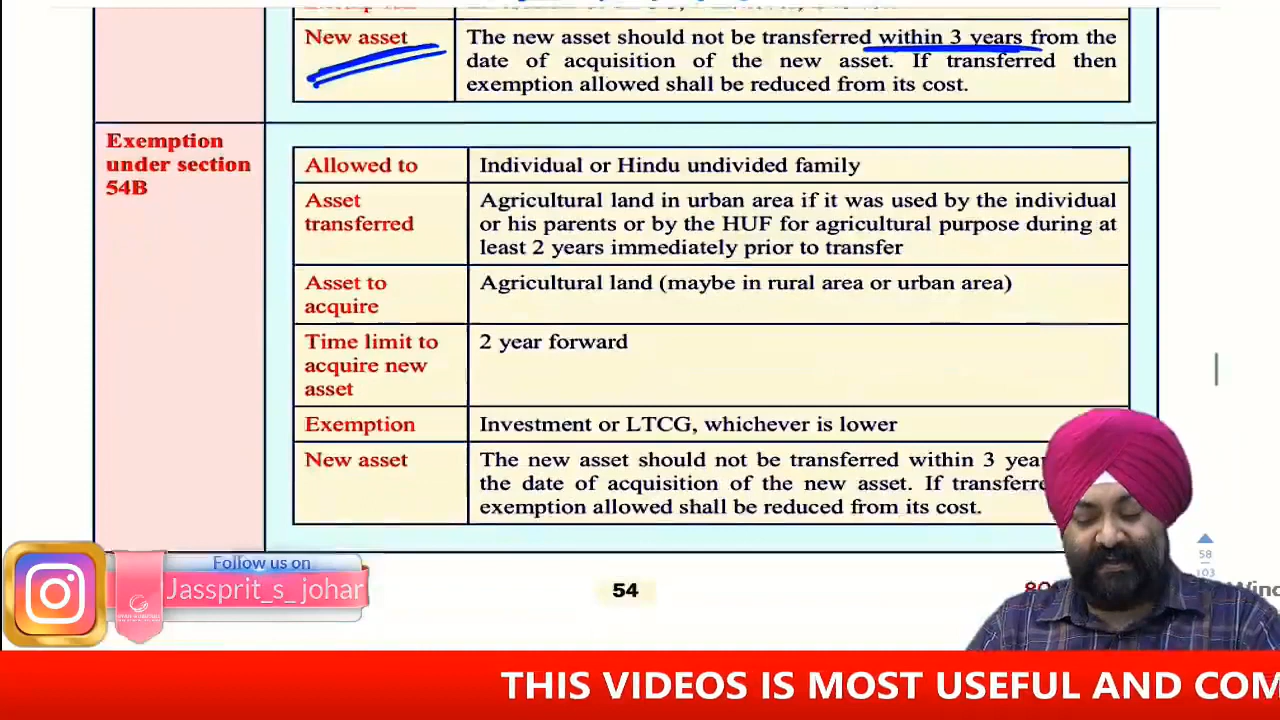 New asset
The new asset should not be transferred within 3 years from the
date of acquisition of the new asset. If transferred then
exemption allowed shall be reduced from its cost.
Exemption
under section
54B
Allowed to
Individual or Hindu undivided family
Asset
transferred
Agricultural land in urban area if it was used by the individual
or his parents or by the HUF for agricultural purpose during at
least 2 years immediately prior to transfer
Asset to
acquire
Agricultural land (maybe in rural area or urban area)
Time limit to
acquire new
asset
2 year forward
Exemption
Investment or LTCG, whichever is lower
New asset
The new asset should not be transferred within 3
the date of acquisition of the new asset. If
exemption allowed shall be reduced from its cost.
Follow us on
Jassprit_s_johar
54
58
103
THIS VIDEOS IS MOST USEFUL AND